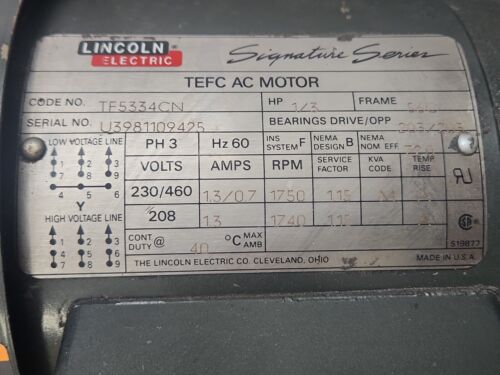 LINCOLN ELECTRIC
Signature Series
TEFC AC MOTOR
CODE NO. TF5334CN HP 1/3 FRAME
SERIAL NO. U3981109425 BEARINGS DRIVE/OPP
LOW VOLTAGE LINE PH 3 Hz 60 INS SYSTEM F NEMA DESIGN B NEMA NOM EFF
1 2 3 VOLTS AMPS RPM SERVICE FACTOR KVA CODE TEMP RISE
7 8 9
4 5 6 230/460 1.3/0.7 1750 1.15
Y
HIGH VOLTAGE LINE 208 1.3 1740 1.15
1 2 3
4 5 6
7 8 9 CONT DUTY @ 40 °C MAX AMB
S19877
THE LINCOLN ELECTRIC CO. CLEVELAND, OHIO MADE IN U.S.A.